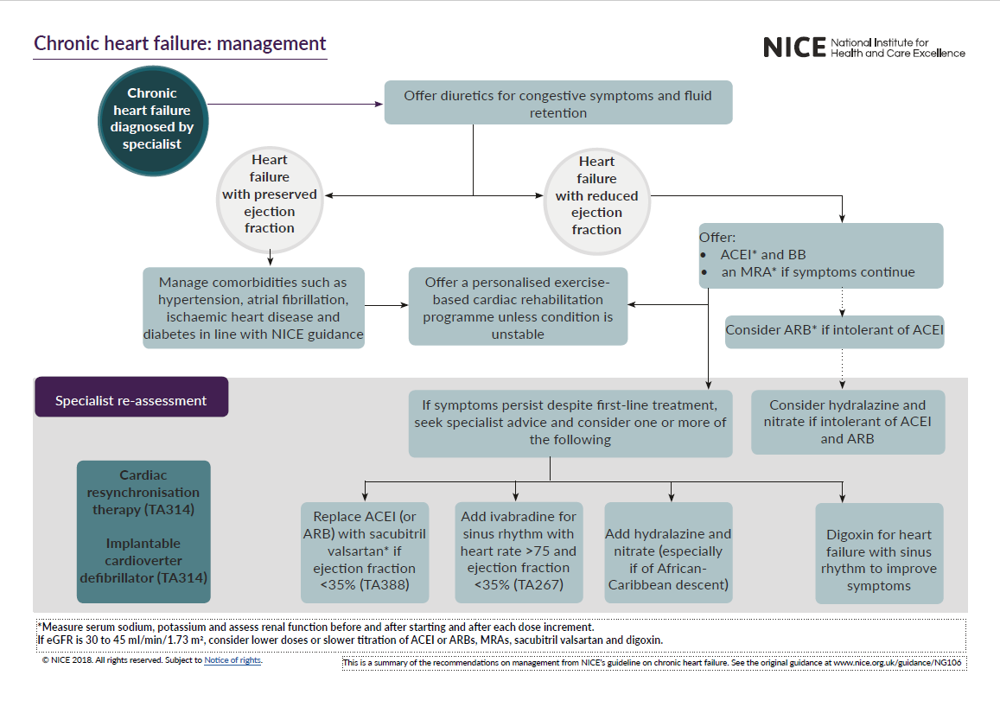 Chronic heart failure: management
NICE National Institute for
Health and Care Excellence
Chronic
heart failure
diagnosed by
specialist
Offer diuretics for congestive symptoms and fluid
retention
Heart
failure
with preserved
ejection
fraction
Heart
failure
with reduced
ejection
fraction
Offer:
• ACEI* and BB
• an MRA* if symptoms continue
Manage comorbidities such as
hypertension, atrial fibrillation,
ischaemic heart disease and
diabetes in line with NICE guidance
Offer a personalised exercise-
based cardiac rehabilitation
programme unless condition is
unstable
Consider ARB* if intolerant of ACEI
Specialist re-assessment
If symptoms persist despite first-line treatment,
seek specialist advice and consider one or more of
the following
Consider hydralazine and
nitrate if intolerant of ACEI
and ARB
Cardiac
resynchronisation
therapy (TA314)
Implantable
cardioverter
defibrillator (TA314)
Replace ACEI (or
ARB) with sacubitril
valsartan* if
ejection fraction
<35% (TA388)
Add ivabradine for
sinus rhythm with
heart rate >75 and
ejection fraction
<35% (TA267)
Add hydralazine and
nitrate (especially
if of African-
Caribbean descent)
Digoxin for heart
failure with sinus
rhythm to improve
symptoms
*Measure serum sodium, potassium and assess renal function before and after starting and after each dose increment.
If eGFR is 30 to 45 ml/min/1.73 m², consider lower doses or slower titration of ACEI or ARBs, MRAs, sacubitril valsartan and digoxin.
© NICE 2018. All rights reserved. Subject to Notice of rights.
This is a summary of the recommendations on management from NICE's guideline on chronic heart failure. See the original guidance at www.nice.org.uk/guidance/NG106